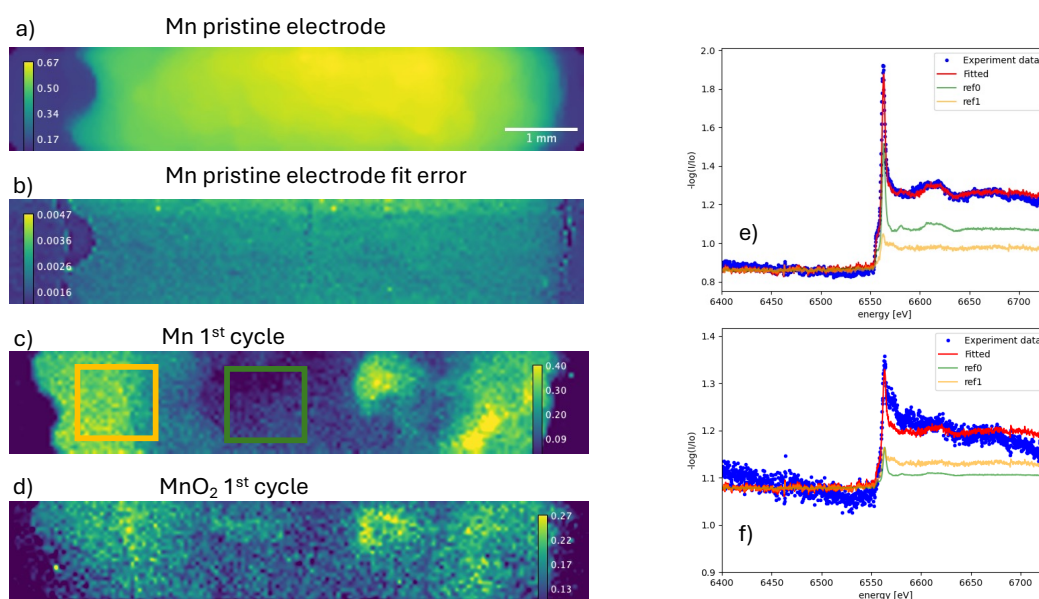 a) Mn pristine electrode
0.67
0.50
0.34
0.17
1 mm
b) Mn pristine electrode fit error
0.0047
0.0036
0.0026
0.0016
c) Mn 1st cycle
0.40
0.30
0.20
0.09
d) MnO2 1st cycle
0.27
0.22
0.17
0.13
2.0
1.8
1.6
1.4
1.2
1.0
0.8
-log(I/Io)
Experiment data
Fitted
ref0
ref1
e)
6400 6450 6500 6550 6600 6650 6700
energy [eV]
1.4
1.3
1.2
1.1
1.0
0.9
-log(I/Io)
Experiment data
Fitted
ref0
ref1
f)
6400 6450 6500 6550 6600 6650 6700
energy [eV]